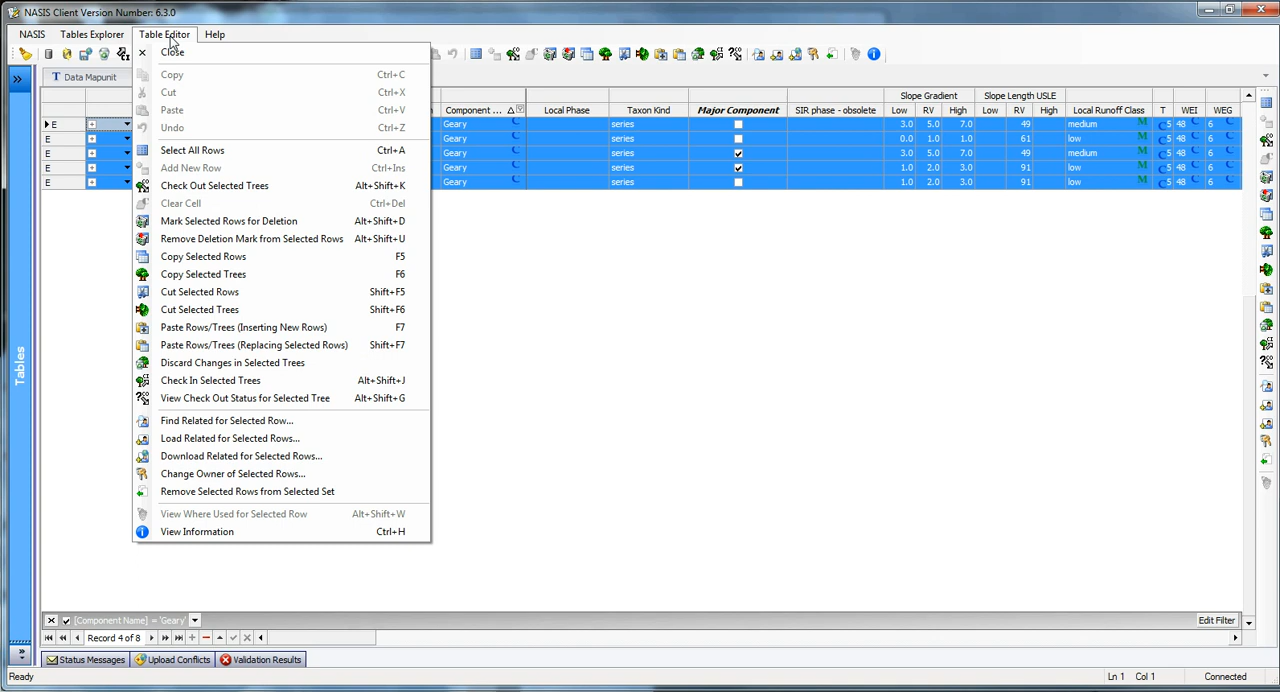 NASIS Client Version Number: 6.3.0
NASIS Tables Explorer Table Editor Help
Close
T Data Mapunit
Copy Ctrl+C
Cut Ctrl+X
Paste Ctrl+V
Undo Ctrl+Z
Select All Rows Ctrl+A
Add New Row Ctrl+Ins
Check Out Selected Trees Alt+Shift+K
Clear Cell Ctrl+Del
Mark Selected Rows for Deletion Alt+Shift+D
Remove Deletion Mark from Selected Rows Alt+Shift+U
Copy Selected Rows F5
Copy Selected Trees F6
Cut Selected Rows Shift+F5
Cut Selected Trees Shift+F6
Paste Rows/Trees (Inserting New Rows) F7
Paste Rows/Trees (Replacing Selected Rows) Shift+F7
Discard Changes in Selected Trees
Check In Selected Trees Alt+Shift+J
View Check Out Status for Selected Tree Alt+Shift+G
Find Related for Selected Row...
Load Related for Selected Rows...
Download Related for Selected Rows...
Change Owner of Selected Rows...
Remove Selected Rows from Selected Set
View Where Used for Selected Row Alt+Shift+W
View Information Ctrl+H
Slope Gradient Slope Length USLE
Component ... Local Phase Taxon Kind Major Component SIR phase - obsolete Low RV High Low RV High Local Runoff Class T WEI WEG
E Geary C series 3.0 5.0 7.0 49 medium M C 5 48 C 6 C
E Geary C series 0.0 1.0 1.0 61 low M C 5 48 C 6 C
E Geary C series 3.0 5.0 7.0 49 medium M C 5 48 C 6 C
E Geary C series 1.0 2.0 3.0 91 low M C 5 48 C 6 C
E Geary C series 1.0 2.0 3.0 91 low M C 5 48 C 6 C
Tables
[Component Name] = 'Geary' Edit Filter
Record 4 of 8
Status Messages Upload Conflicts Validation Results
Ready Ln 1 Col 1 Connected